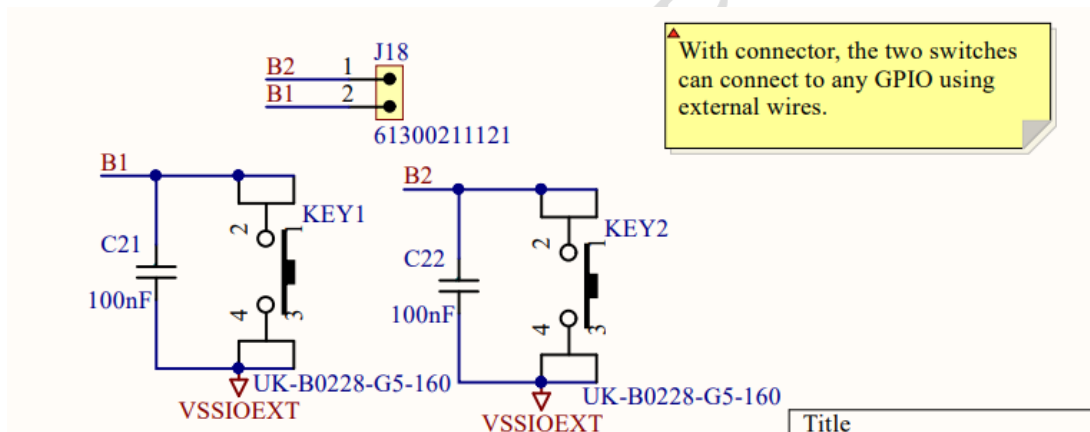 J18
B2 1
B1 2
61300211121
With connector, the two switches
can connect to any GPIO using
external wires.
B1
C21
100nF
2
1
KEY1
4
3
UK-B0228-G5-160
VSSIOEXT
B2
C22
100nF
2
1
KEY2
4
3
UK-B0228-G5-160
VSSIOEXT
Title